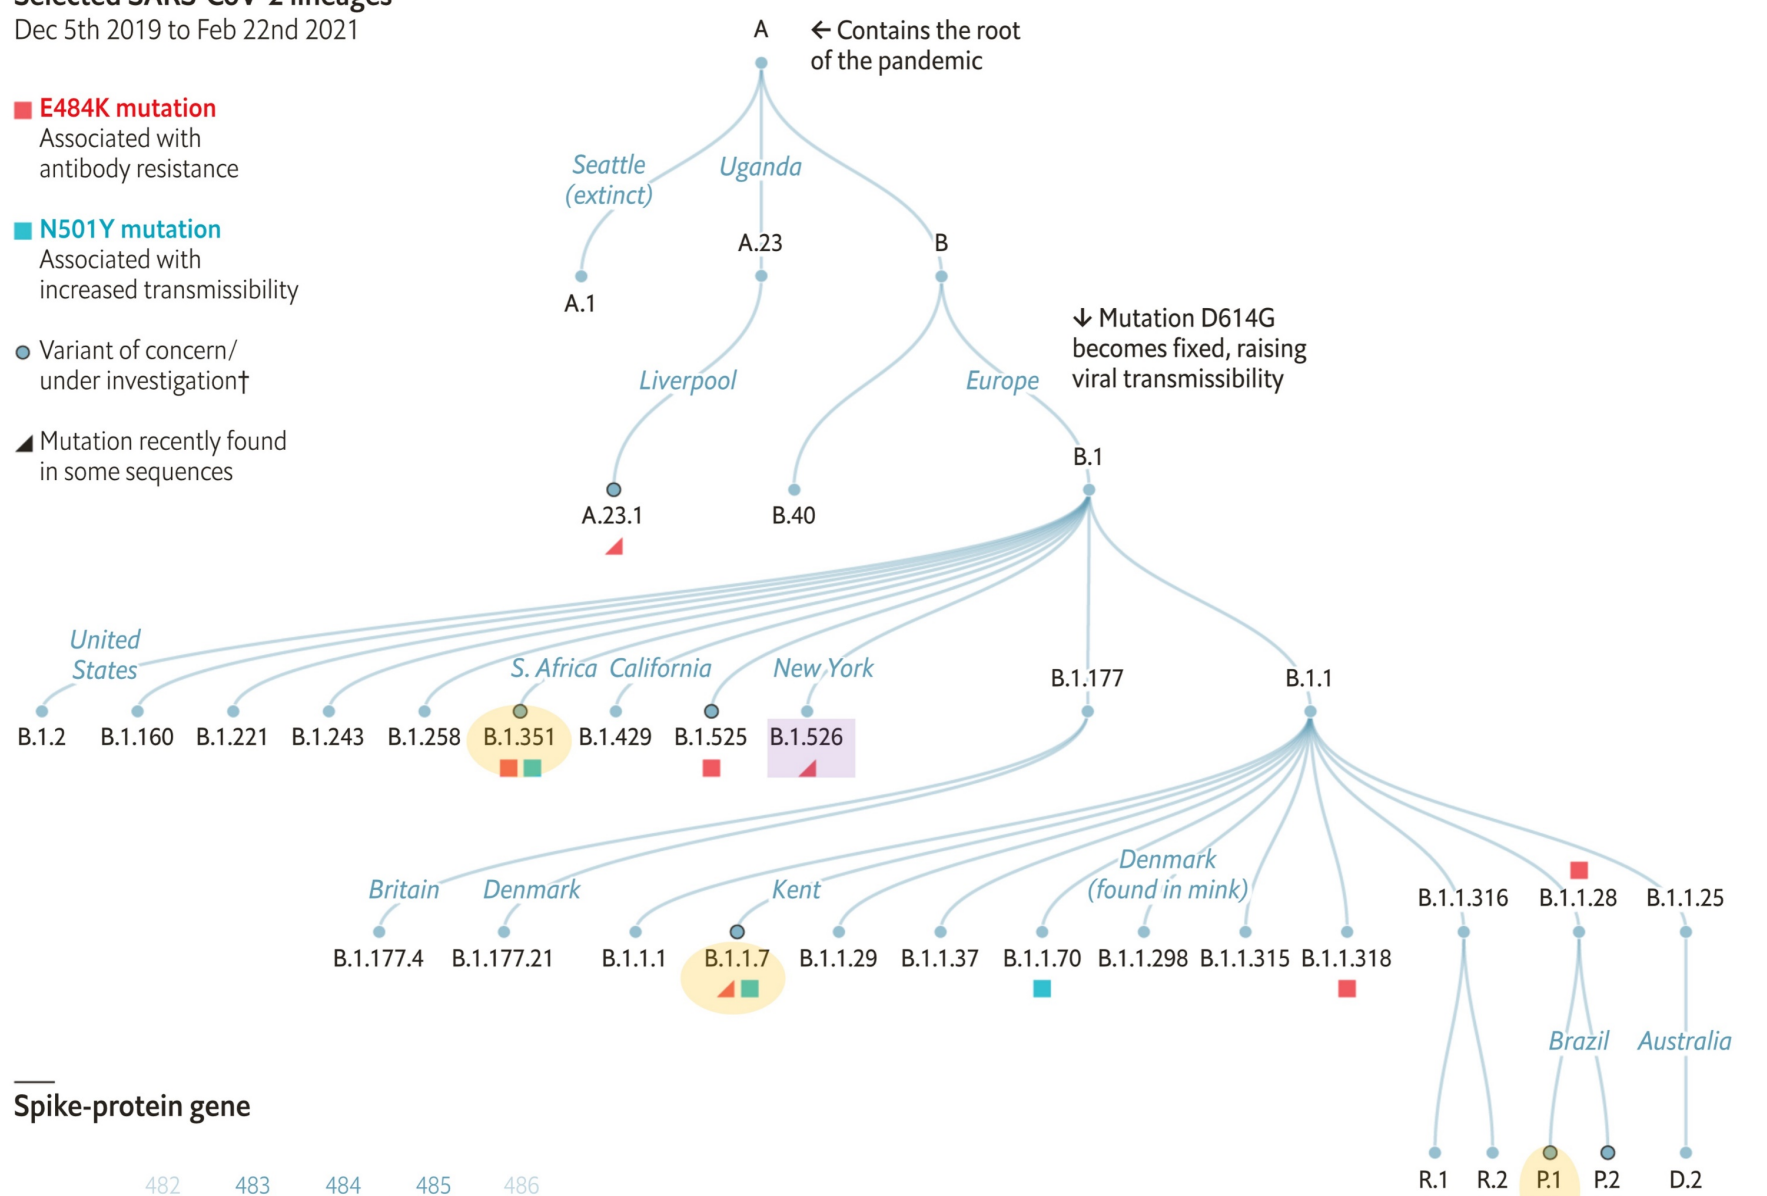 Selected SARS-CoV-2 lineages
Dec 5th 2019 to Feb 22nd 2021
E484K mutation
Associated with
antibody resistance
N501Y mutation
Associated with
increased transmissibility
Variant of concern/
under investigation†
Mutation recently found
in some sequences
A
← Contains the root
of the pandemic
Seattle
(extinct)
Uganda
A.23
B
A.1
↓ Mutation D614G
becomes fixed, raising
viral transmissibility
Liverpool
Europe
B.1
A.23.1
B.40
United
States
S. Africa
California
New York
B.1.177
B.1.1
B.1.2
B.1.160
B.1.221
B.1.243
B.1.258
B.1.351
B.1.429
B.1.525
B.1.526
Britain
Denmark
Kent
Denmark
(found in mink)
B.1.1.316
B.1.1.28
B.1.1.25
B.1.177.4
B.1.177.21
B.1.1.1
B.1.1.7
B.1.1.29
B.1.1.37
B.1.1.70
B.1.1.298
B.1.1.315
B.1.1.318
Brazil
Australia
R.1
R.2
P.1
P.2
D.2
Spike-protein gene
482
483
484
485
486